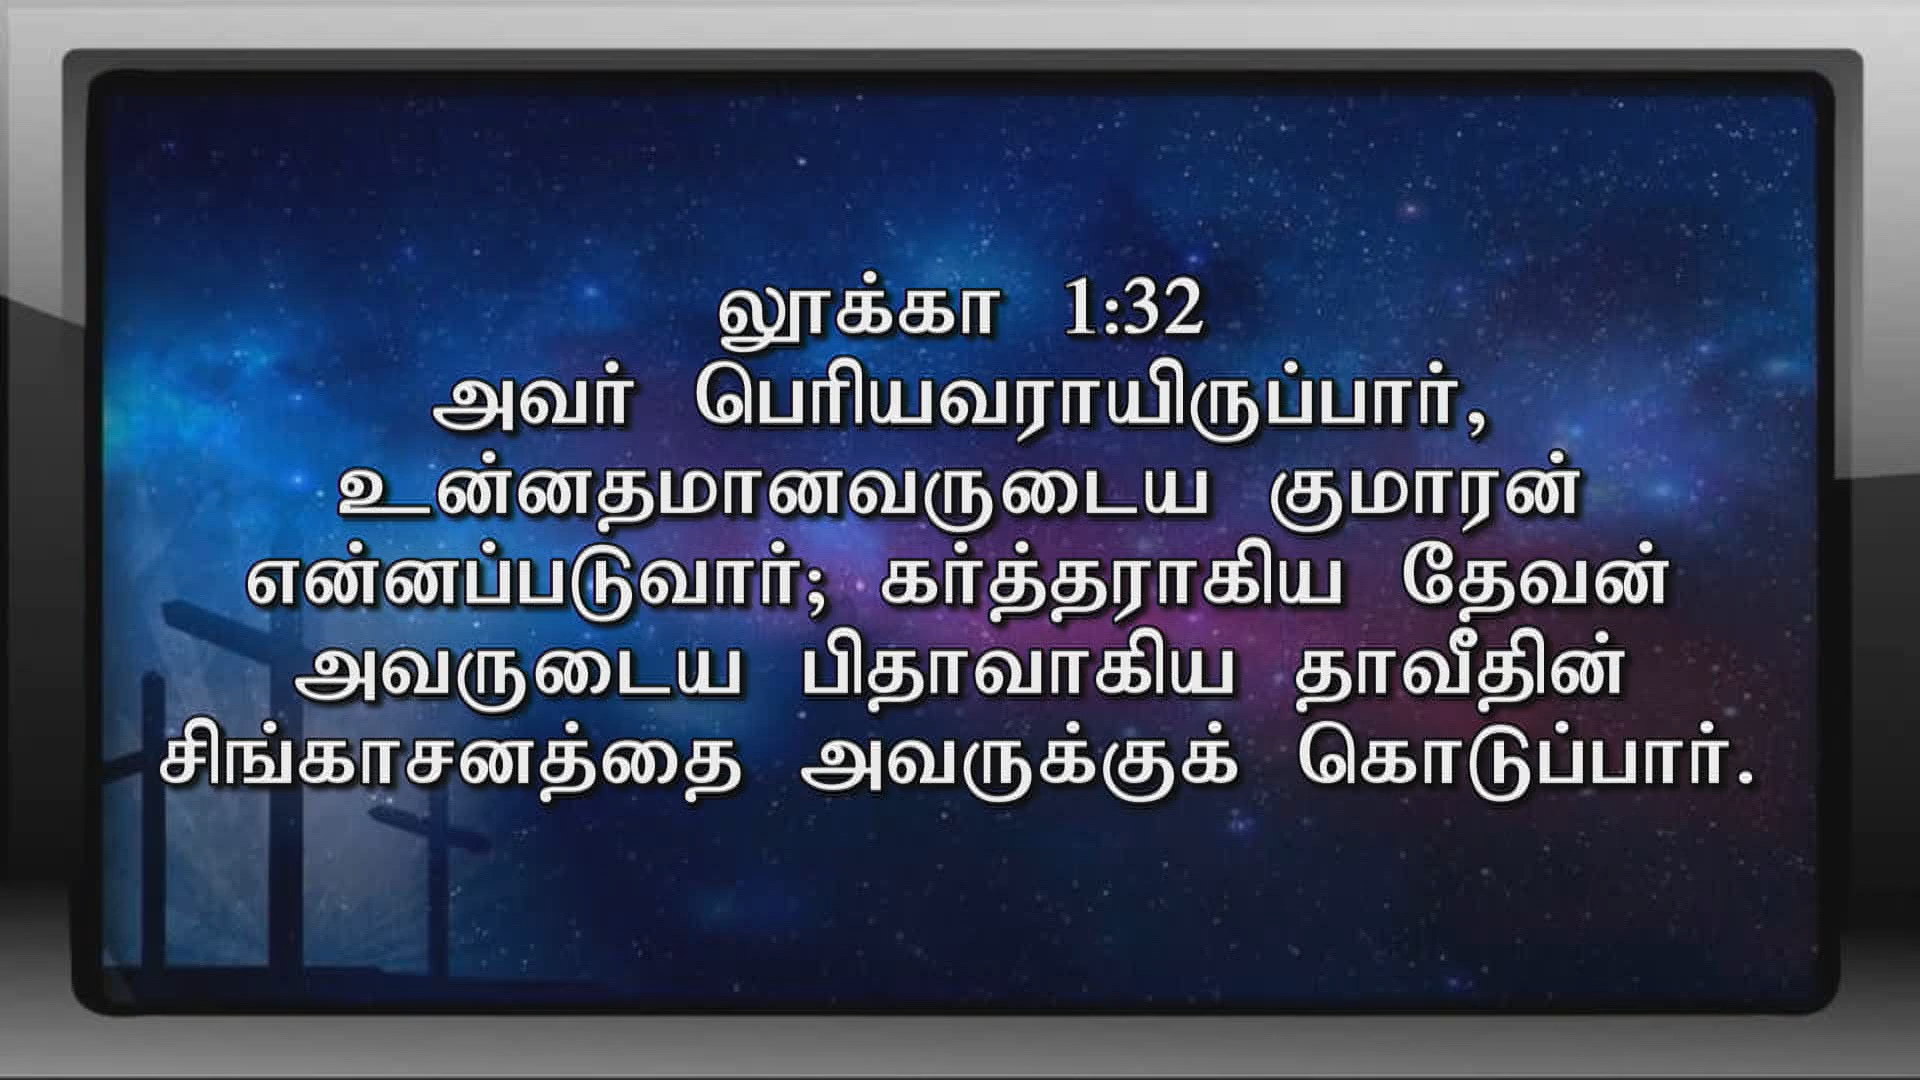 லூக்கா 1:32
அவர் பெரியவராயிருப்பார்,
உன்னதமானவருடைய குமாரன்
என்னப்படுவார்; கர்த்தராகிய தேவன்
அவருடைய பிதாவாகிய தாவீதின்
சிங்காசனத்தை அவருக்குக் கொடுப்பார்.